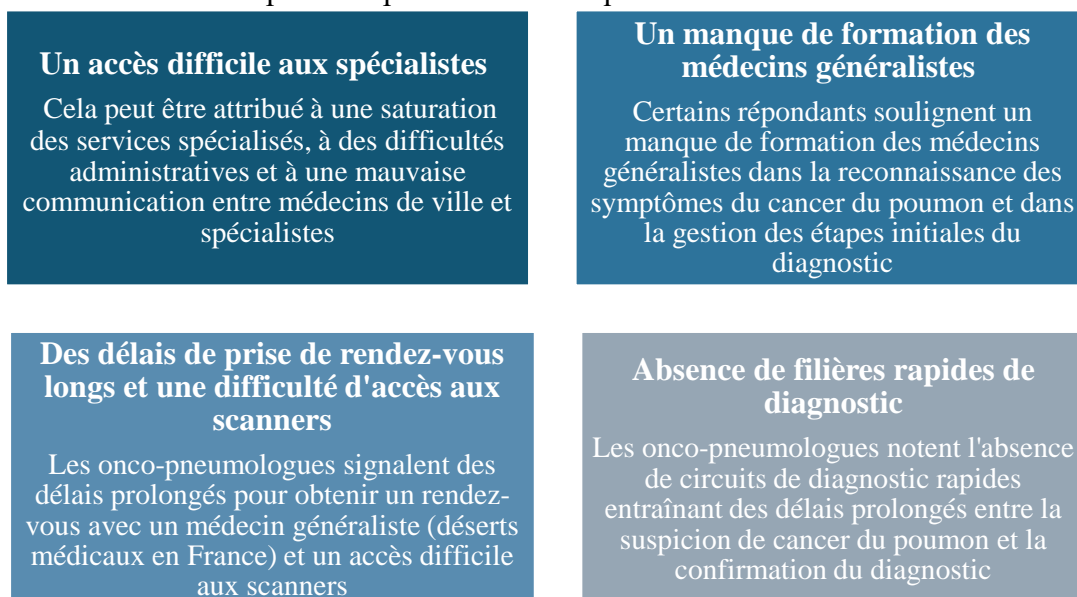 Un accès difficile aux spécialistes
Cela peut être attribué à une saturation
des services spécialisés, à des difficultés
administratives et à une mauvaise
communication entre médecins de ville et
spécialistes
Un manque de formation des
médecins généralistes
Certains répondants soulignent un
manque de formation des médecins
généralistes dans la reconnaissance des
symptômes du cancer du poumon et dans
la gestion des étapes initiales du
diagnostic
Des délais de prise de rendez-vous
longs et une difficulté d'accès aux
scanners
Les onco-pneumologues signalent des
délais prolongés pour obtenir un rendez-
vous avec un médecin généraliste (déserts
médicaux en France) et un accès difficile
aux scanners
Absence de filières rapides de
diagnostic
Les onco-pneumologues notent l'absence
de circuits de diagnostic rapides
entraînant des délais prolongés entre la
suspicion de cancer du poumon et la
confirmation du diagnostic